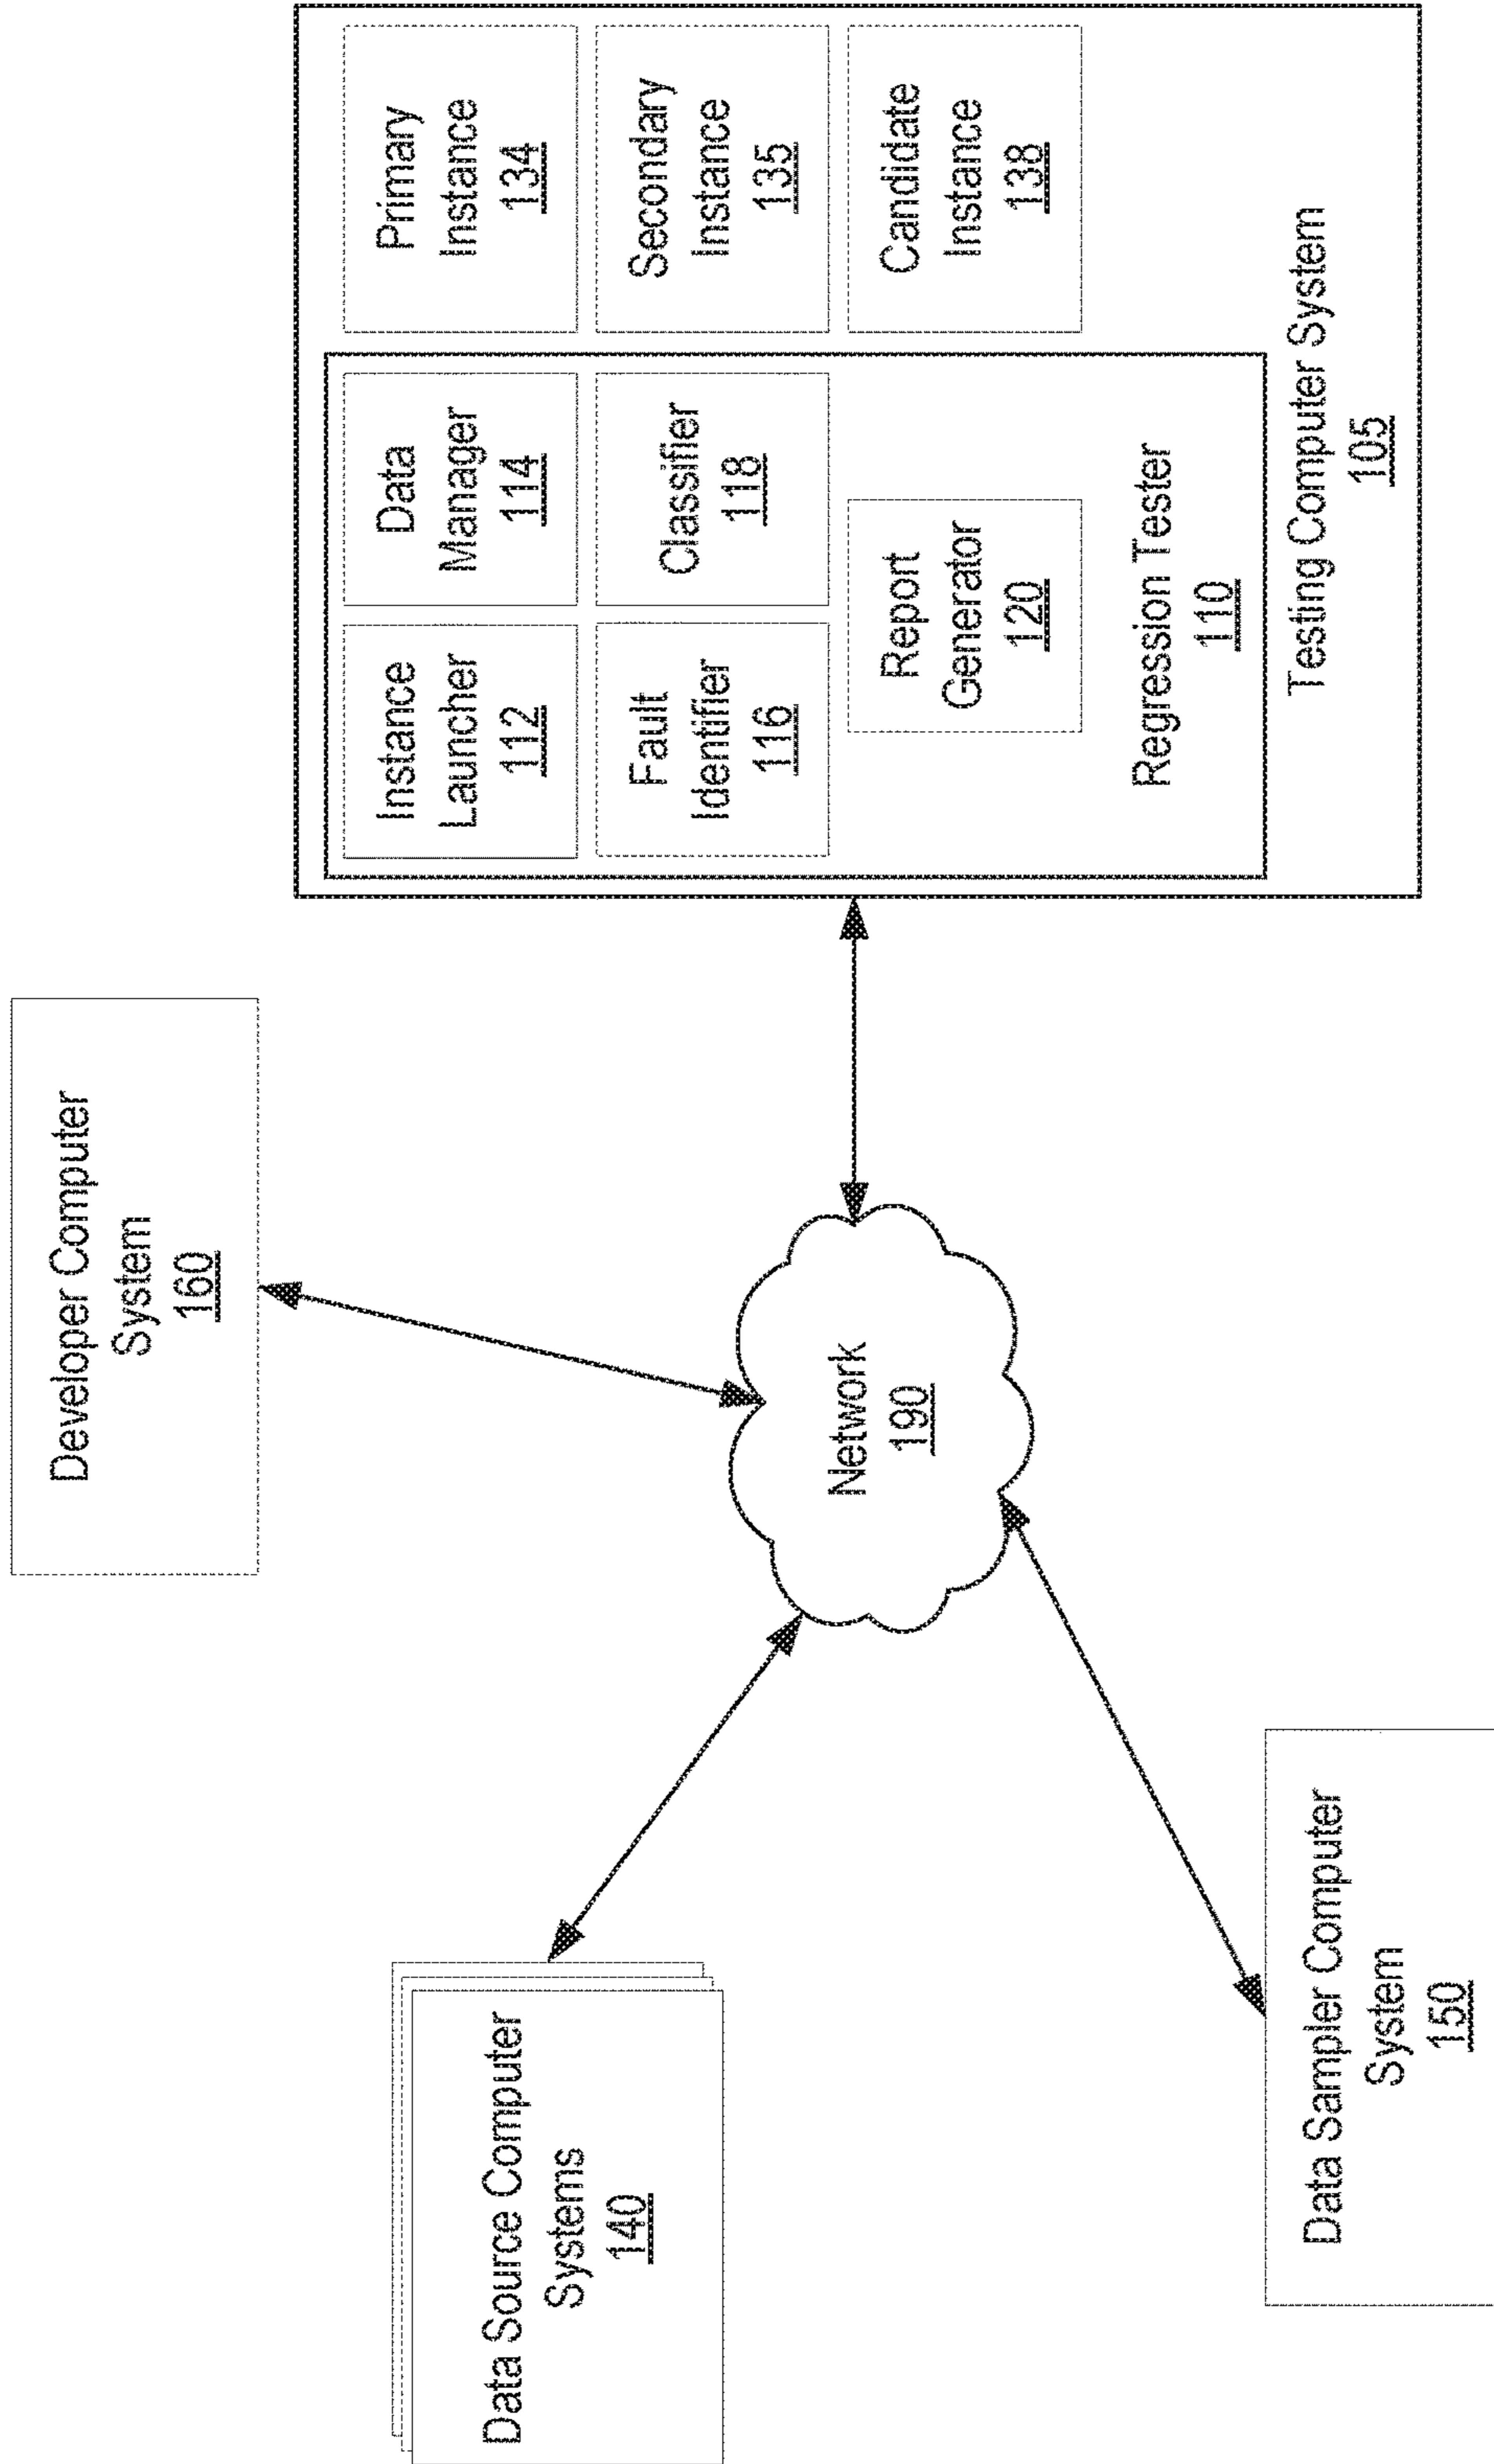 Data Source Computer
Systems
140
Developer Computer
System
160
Network
190
Data Sampler Computer
System
150
Instance
Launcher
112
Data
Manager
114
Primary
Instance
134
Fault
Identifier
116
Classifier
118
Secondary
Instance
135
Report
Generator
120
Candidate
Instance
138
Regression Tester
110
Testing Computer System
105